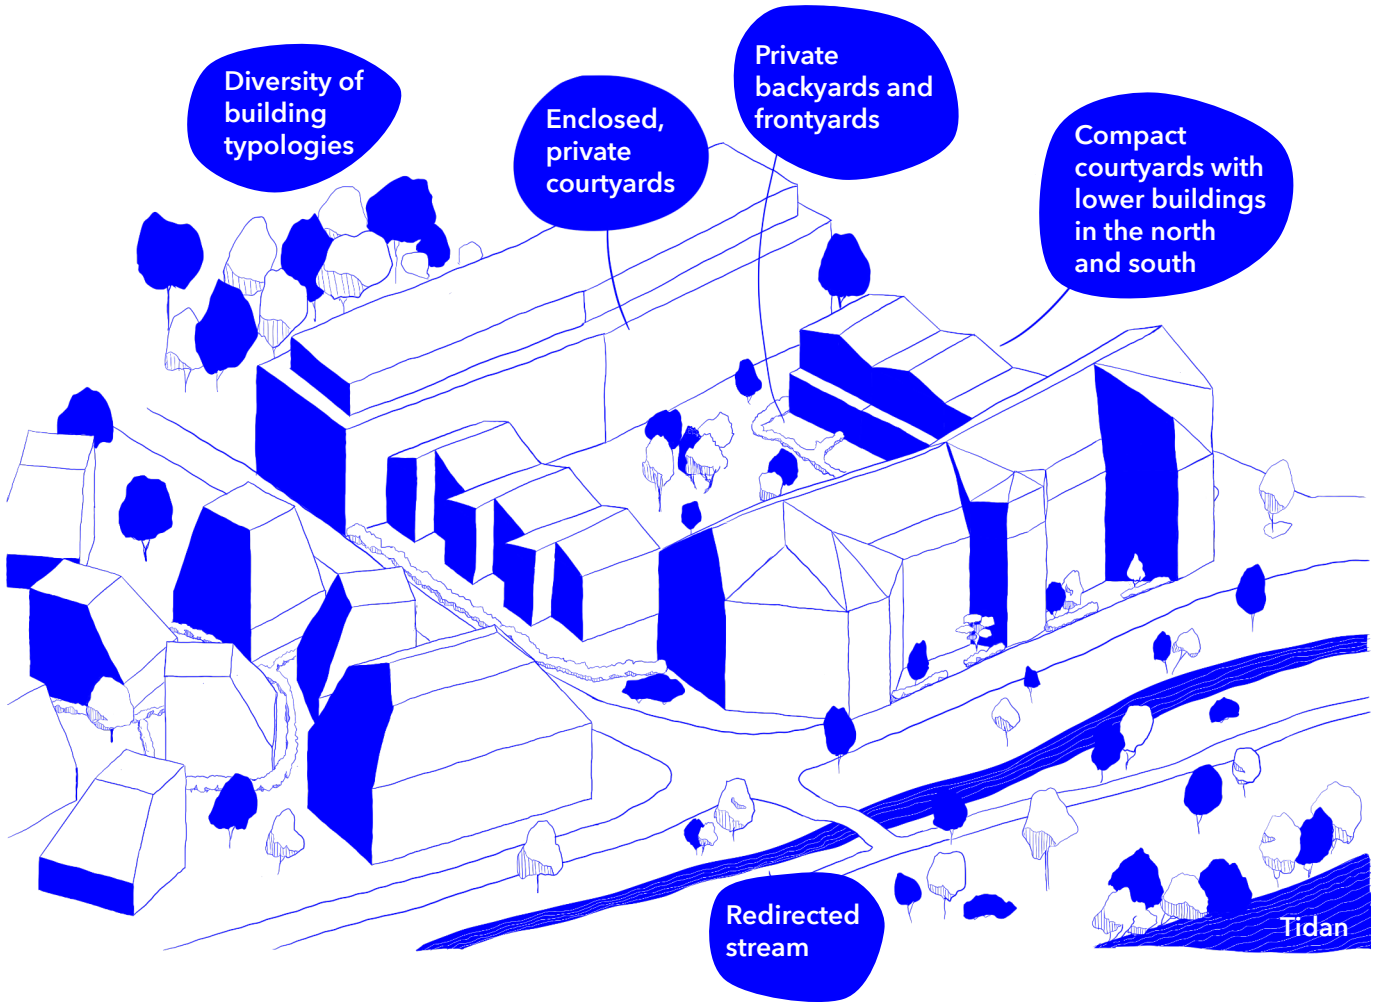 Diversity of
building
typologies
Enclosed,
private
courtyards
Private
backyards and
frontyards
Compact
courtyards with
lower buildings
in the north
and south
Redirected
stream
Tidan